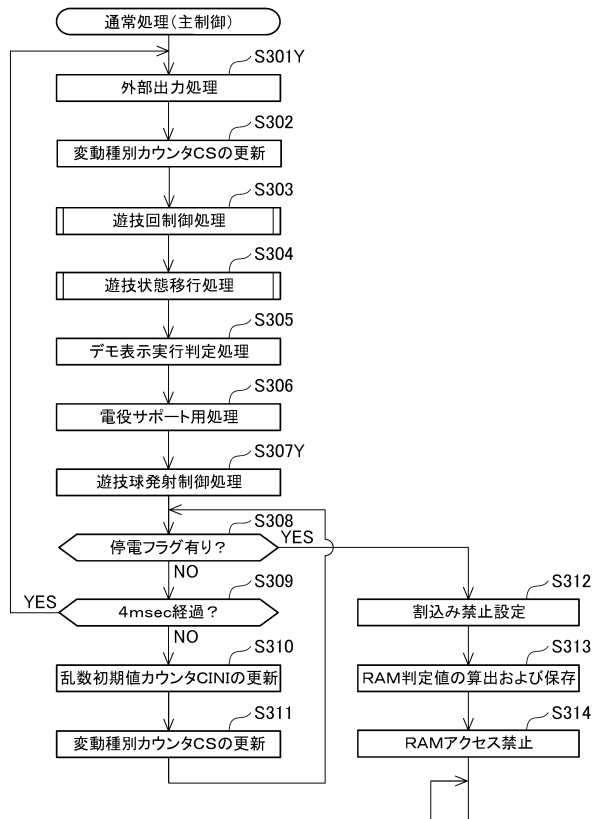 通常処理(主制御)
S301Y
外部出力処理
S302
変動種別カウンタCSの更新
S303
遊技回制御処理
S304
遊技状態移行処理
S305
デモ表示実行判定処理
S306
電役サポート用処理
S307Y
遊技球発射制御処理
S308
停電フラグ有り?
YES
NO
S309
YES
4msec経過?
NO
S310
乱数初期値カウンタCINIの更新
S311
変動種別カウンタCSの更新
S312
割込み禁止設定
S313
RAM判定値の算出および保存
S314
RAMアクセス禁止